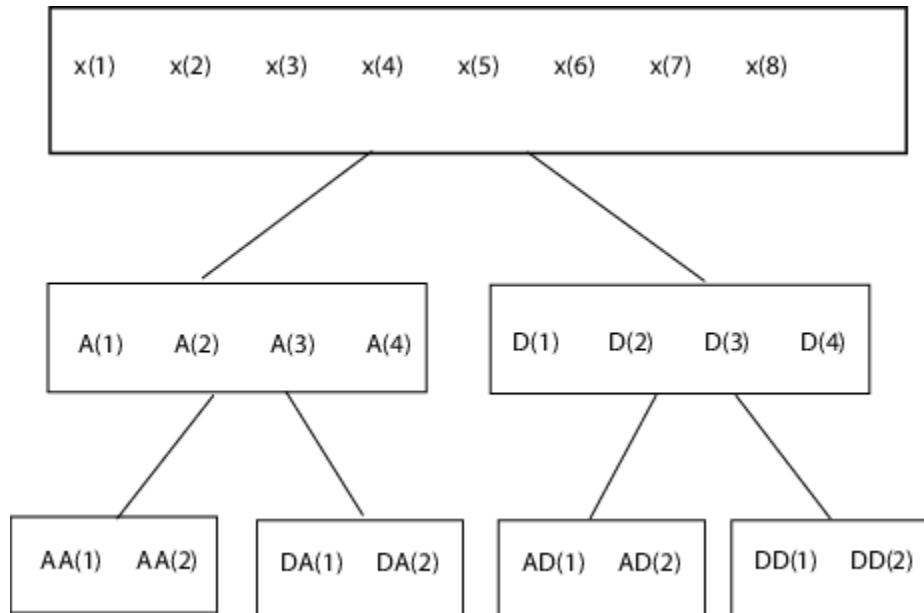 x(1) x(2) x(3) x(4) x(5) x(6) x(7) x(8)
A(1) A(2) A(3) A(4) D(1) D(2) D(3) D(4)
AA(1) AA(2) DA(1) DA(2) AD(1) AD(2) DD(1) DD(2)